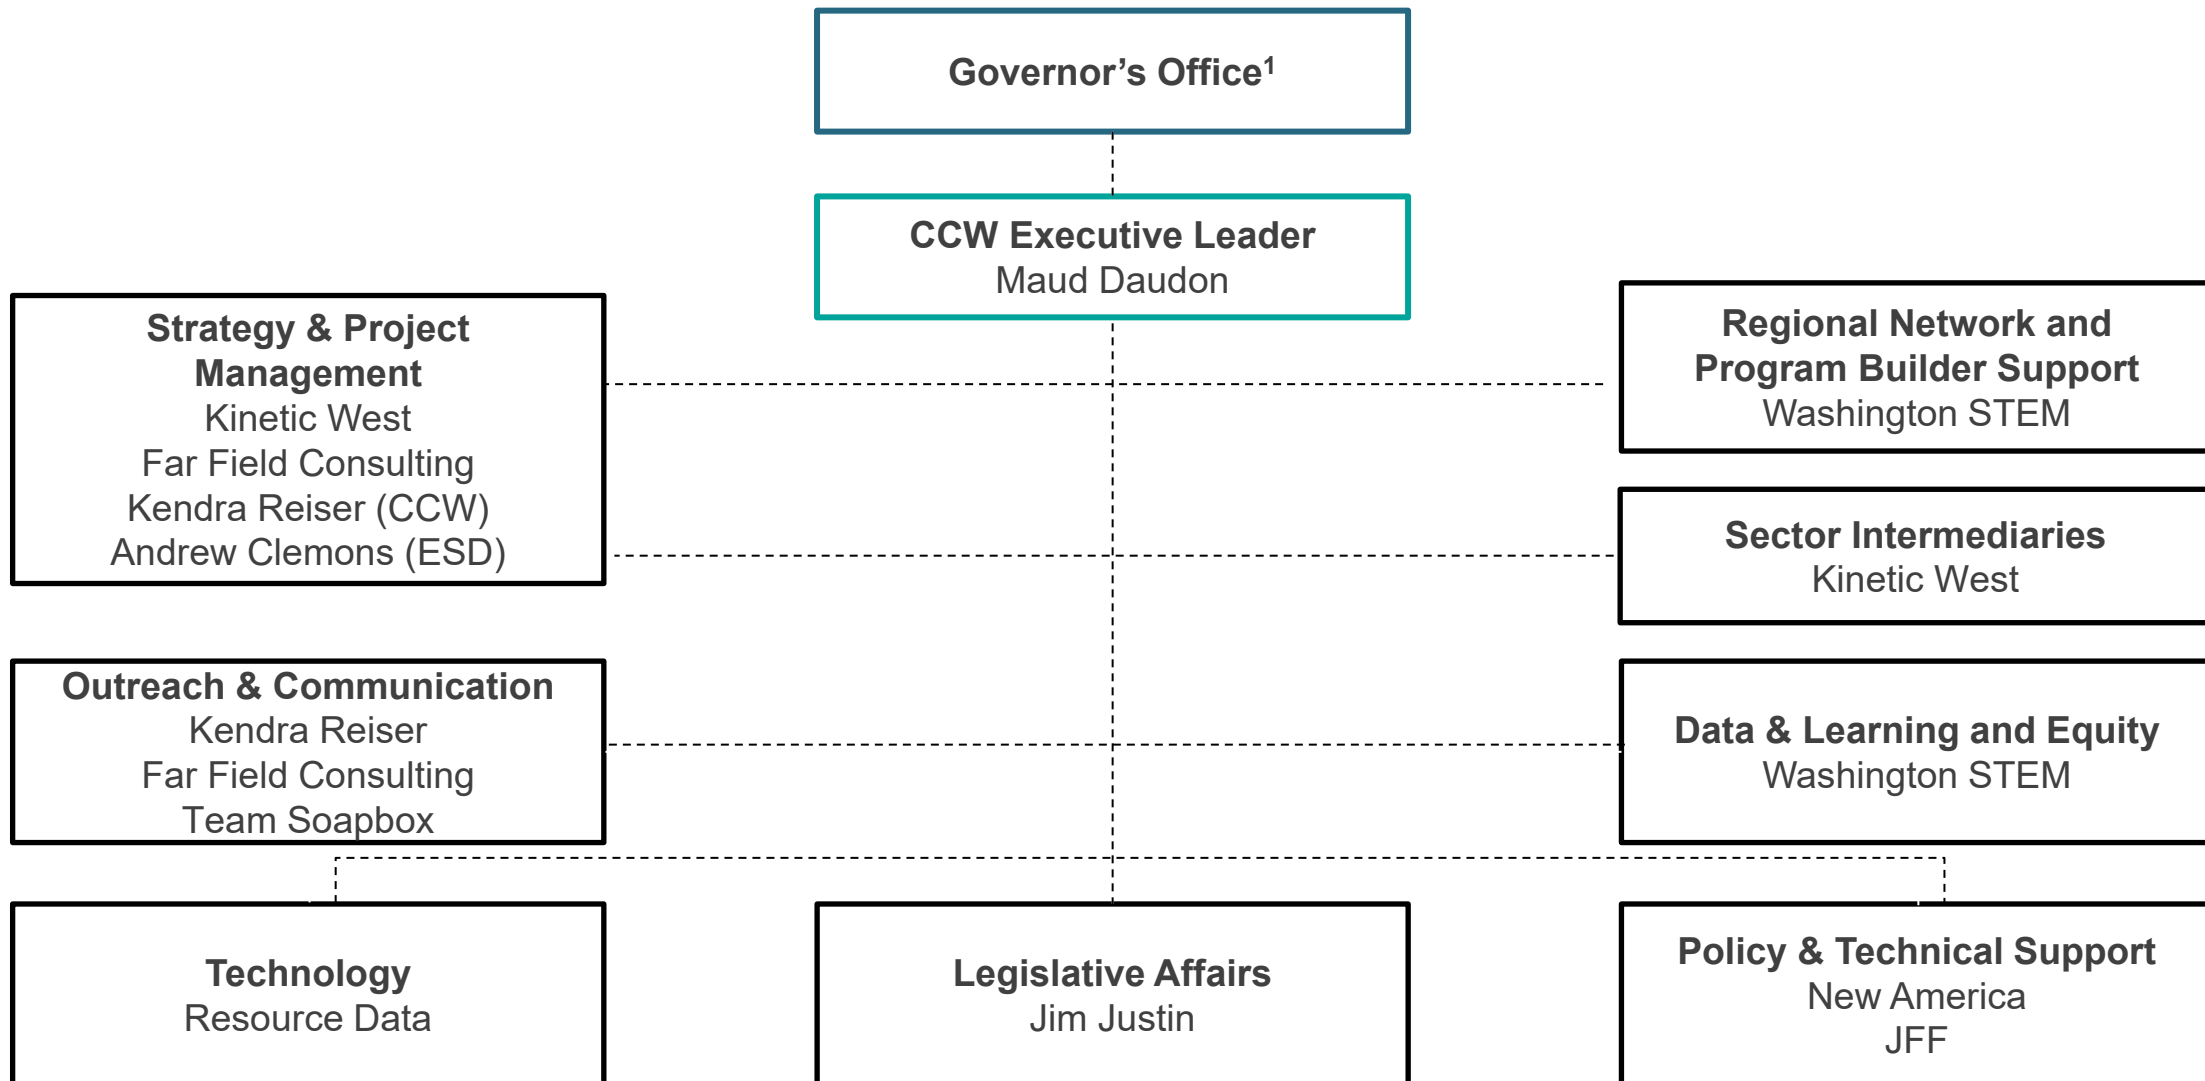 Governor’s Office¹
CCW Executive Leader
Maud Daudon
Strategy & Project
Management
Kinetic West
Far Field Consulting
Kendra Reiser (CCW)
Andrew Clemons (ESD)
Regional Network and
Program Builder Support
Washington STEM
Sector Intermediaries
Kinetic West
Outreach & Communication
Kendra Reiser
Far Field Consulting
Team Soapbox
Data & Learning and Equity
Washington STEM
Technology
Resource Data
Legislative Affairs
Jim Justin
Policy & Technical Support
New America
JFF